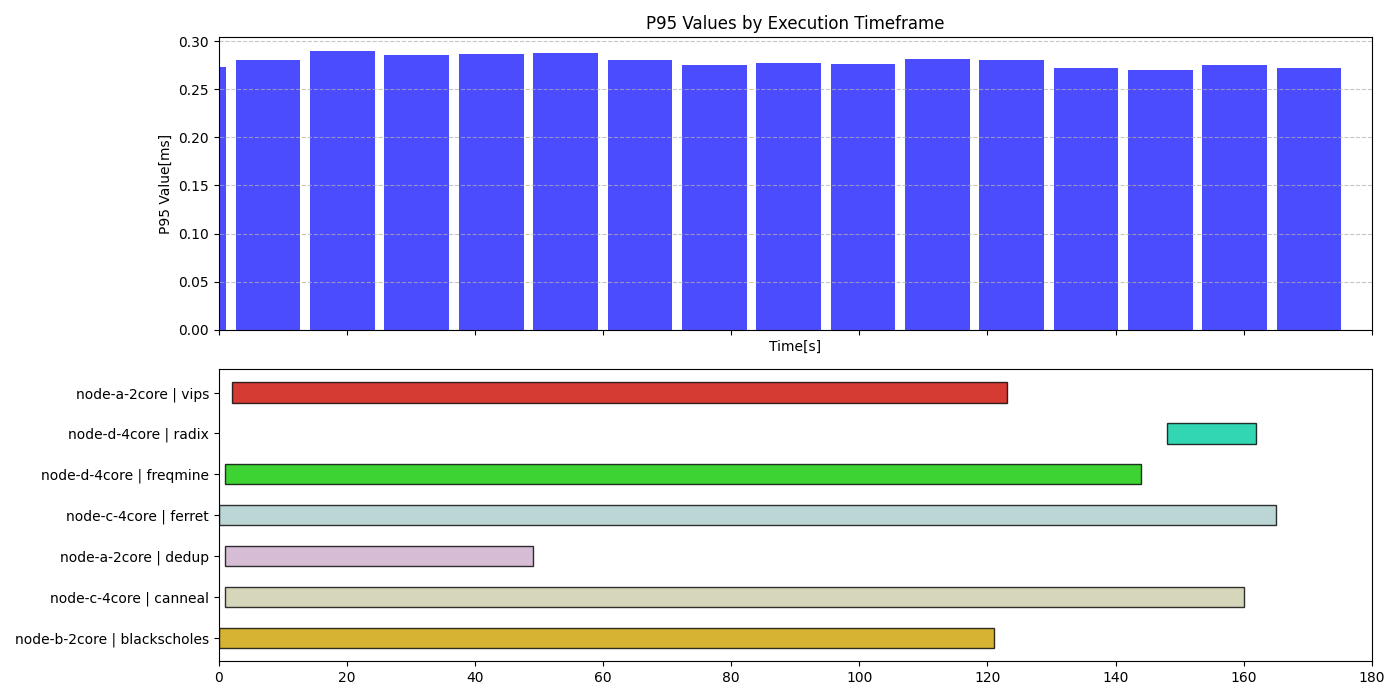 P95 Values by Execution Timeframe
P95 Value[ms]
0.30
0.25
0.20
0.15
0.10
0.05
0.00
Time[s]
node-a-2core | vips
node-d-4core | radix
node-d-4core | freqmine
node-c-4core | ferret
node-a-2core | dedup
node-c-4core | canneal
node-b-2core | blackscholes
0 20 40 60 80 100 120 140 160 180